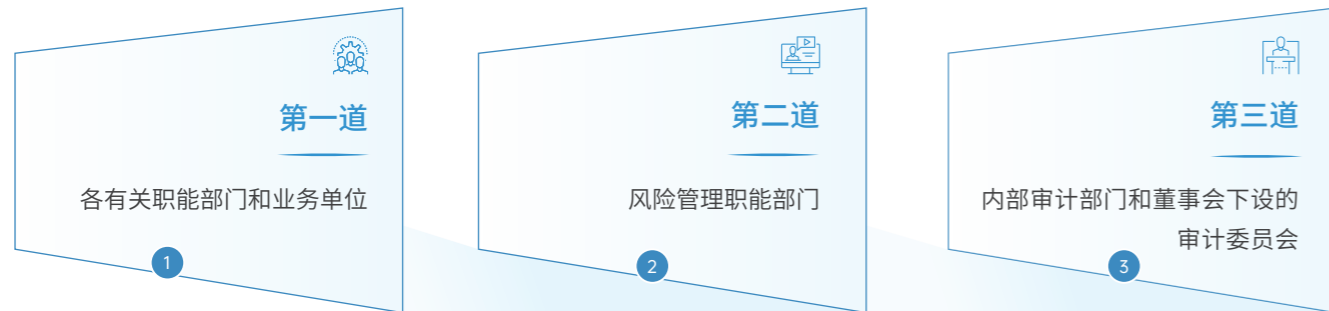 第一道
各有关职能部门和业务单位
1
第二道
风险管理职能部门
2
第三道
内部审计部门和董事会下设的
审计委员会
3